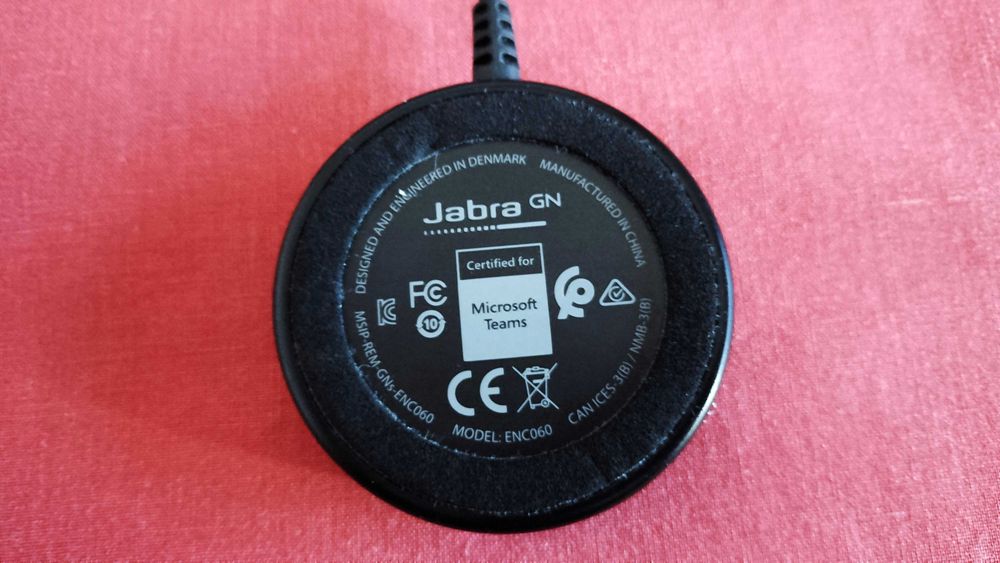 DESIGNED AND ENGINEERED IN DENMARK
MANUFACTURED IN CHINA
Jabra GN
Certified for
Microsoft
Teams
FC
10
CE
MSIP-REM-GNs-ENC060
MODEL: ENC060
CAN ICES-3(B) / NMB-3(B)